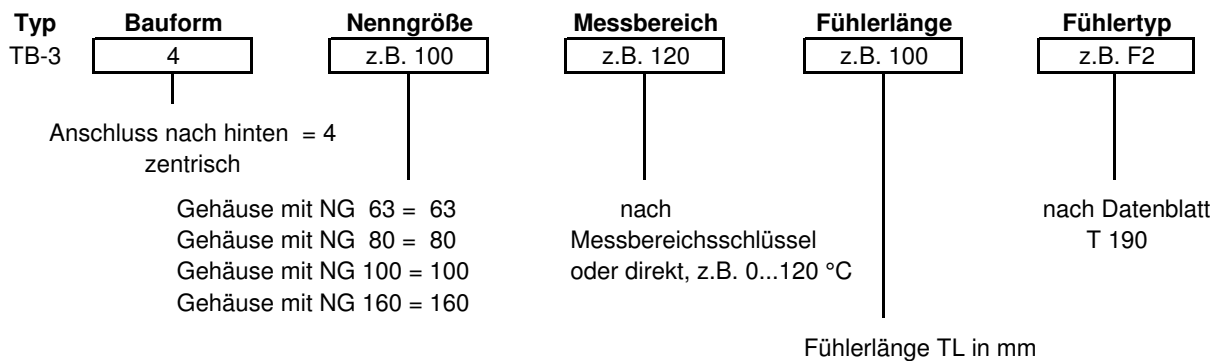 Typ Bauform Nenngröße Messbereich Fühlerlänge Fühlertyp
TB-3 4 z.B. 100 z.B. 120 z.B. 100 z.B. F2
Anschluss nach hinten = 4
zentrisch
Gehäuse mit NG 63 = 63 nach nach Datenblatt
Gehäuse mit NG 80 = 80 Messbereichsschlüssel T 190
Gehäuse mit NG 100 = 100 oder direkt, z.B. 0...120 °C
Gehäuse mit NG 160 = 160
Fühlerlänge TL in mm